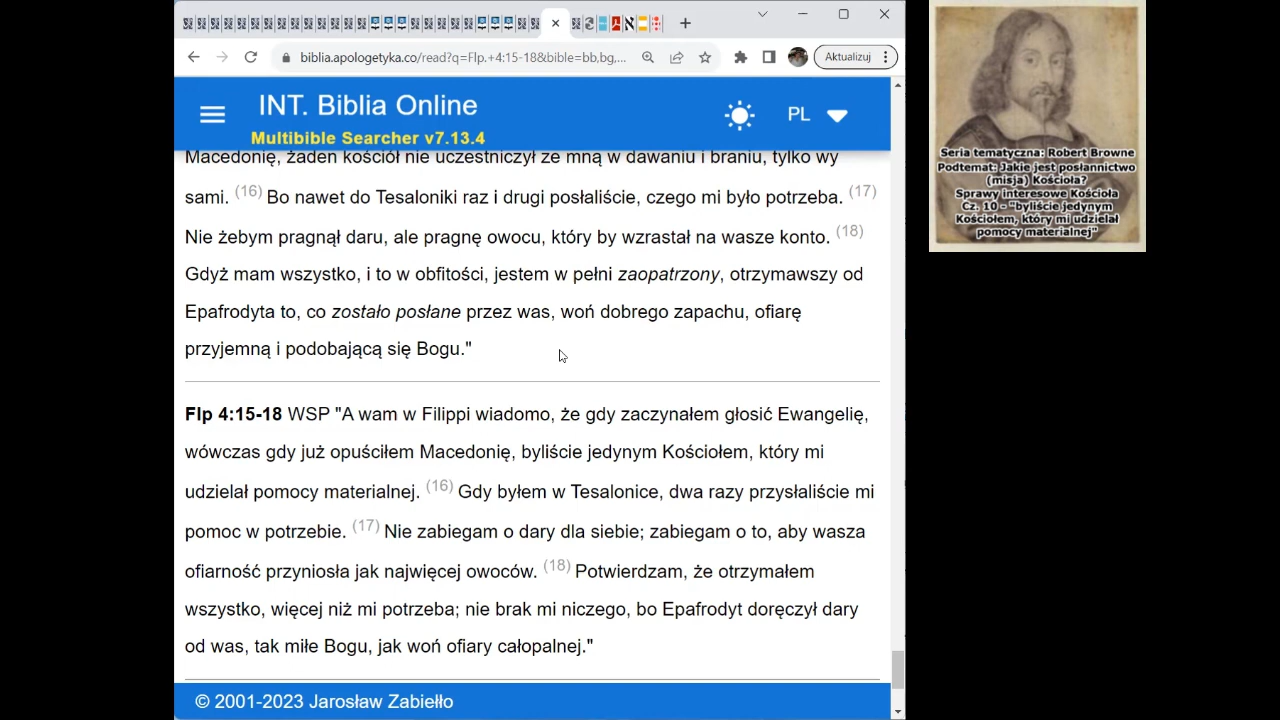 biblia.apologetyka.co/read?q=Flp.+4:15-18&bible=bb,bg,...
Aktualizuj
INT. Biblia Online
Multibible Searcher v7.13.4
PL
Macedonię, żaden kościół nie uczestniczył ze mną w dawaniu i braniu, tylko wy
sami. (16) Bo nawet do Tesaloniki raz i drugi posłaliście, czego mi było potrzeba. (17)
Nie żebym pragnął daru, ale pragnę owocu, który by wzrastał na wasze konto. (18)
Gdyż mam wszystko, i to w obfitości, jestem w pełni zaopatrzony, otrzymawszy od
Epafrodyta to, co zostało posłane przez was, woń dobrego zapachu, ofiarę
przyjemną i podobającą się Bogu."
Flp 4:15-18 WSP "A wam w Filippi wiadomo, że gdy zaczynałem głosić Ewangelię,
wówczas gdy już opuściłem Macedonię, byliście jedynym Kościołem, który mi
udzielał pomocy materialnej. (16) Gdy byłem w Tesalonice, dwa razy przysłaliście mi
pomoc w potrzebie. (17) Nie zabiegam o dary dla siebie; zabiegam o to, aby wasza
ofiarność przyniosła jak najwięcej owoców. (18) Potwierdzam, że otrzymałem
wszystko, więcej niż mi potrzeba; nie brak mi niczego, bo Epafrodyt doręczył dary
od was, tak miłe Bogu, jak woń ofiary całopalnej."
© 2001-2023 Jarosław Zabiełło
Seria tematyczna: Robert Browne
Podtemat: Jakie jest posłannictwo
(misja) Kościoła?
Sprawy interesowe Kościoła
Cz. 10 - "byliście jedynym
Kościołem, który mi udzielał
pomocy materialnej"